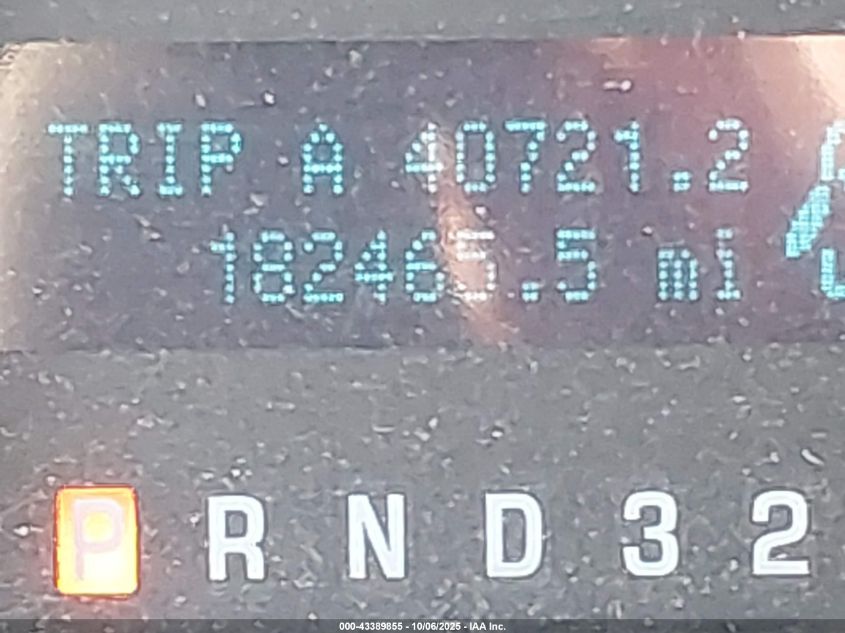 TRIP A 40721.2
182465.5 mi
P R N D 3 2
000-43389855 - 10/06/2025 - IAA Inc.